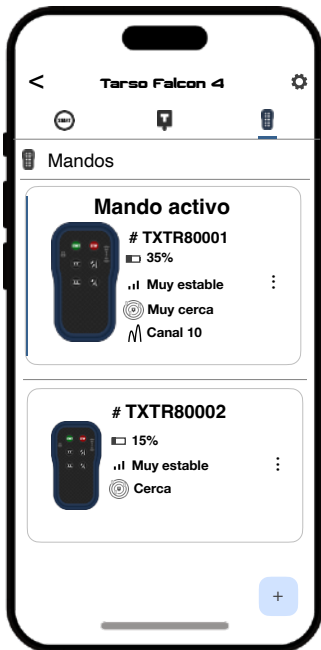 <
Tarso Falcon 4
START
T
Mandos
Mando activo
# TXTR80001
35%
Muy estable
Muy cerca
Canal 10
# TXTR80002
15%
Muy estable
Cerca
+